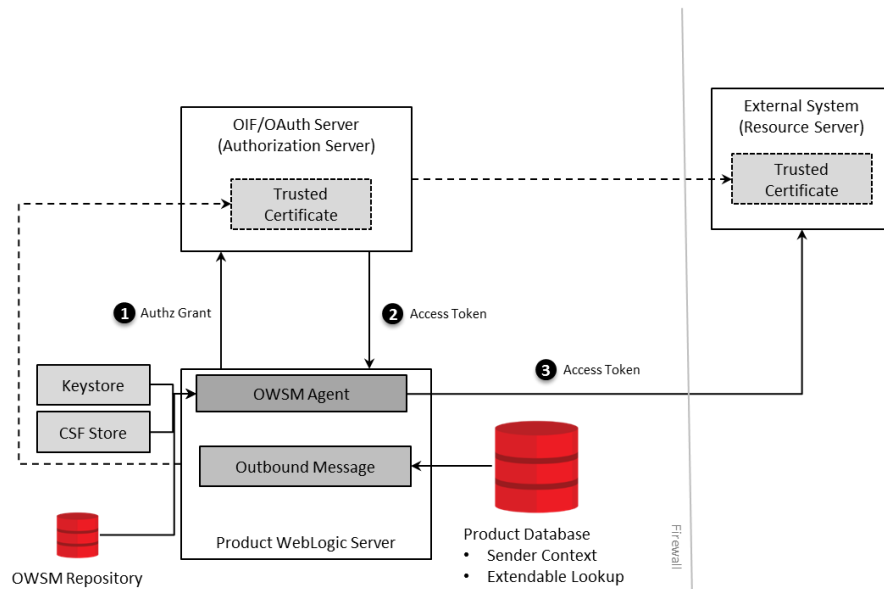 OIF/OAuth Server
(Authorization Server)
Trusted
Certificate
External System
(Resource Server)
Trusted
Certificate
1 Authz Grant
2 Access Token
3 Access Token
Keystore
CSF Store
OWSM Agent
Outbound Message
Product WebLogic Server
OWSM Repository
Product Database
• Sender Context
• Extendable Lookup
Firewall